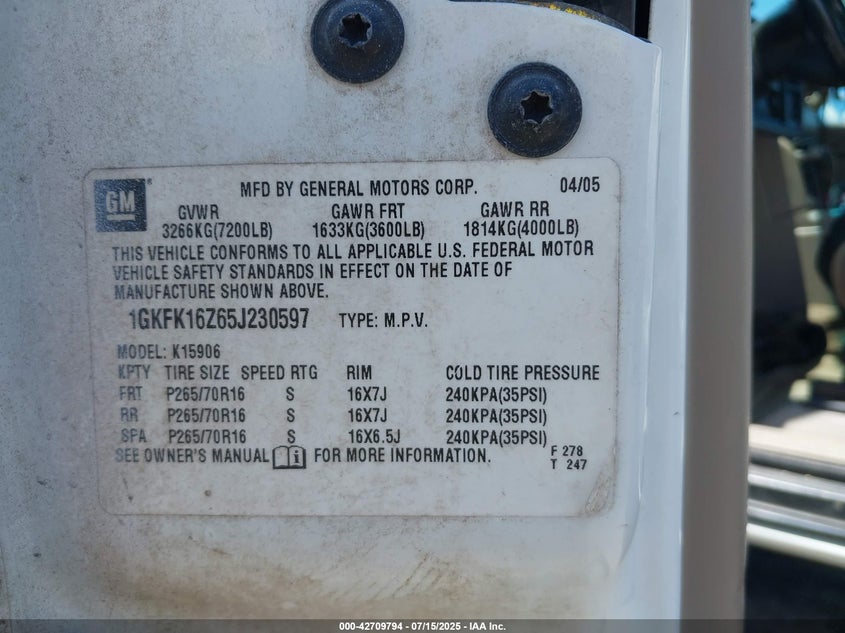 GM
MFD BY GENERAL MOTORS CORP. 04/05
GVWR GAWR FRT GAWR RR
3266KG(7200LB) 1633KG(3600LB) 1814KG(4000LB)
THIS VEHICLE CONFORMS TO ALL APPLICABLE U.S. FEDERAL MOTOR
VEHICLE SAFETY STANDARDS IN EFFECT ON THE DATE OF
MANUFACTURE SHOWN ABOVE.
1GKFK16Z65J230597 TYPE: M.P.V.
MODEL: K15906
KPTY TIRE SIZE SPEED RTG RIM COLD TIRE PRESSURE
FRT P265/70R16 S 16X7J 240KPA(35PSI)
RR P265/70R16 S 16X7J 240KPA(35PSI)
SPA P265/70R16 S 16X6.5J 240KPA(35PSI)
SEE OWNER'S MANUAL i FOR MORE INFORMATION.
F 278
T 247
000-42709794 - 07/15/2025 - IAA Inc.